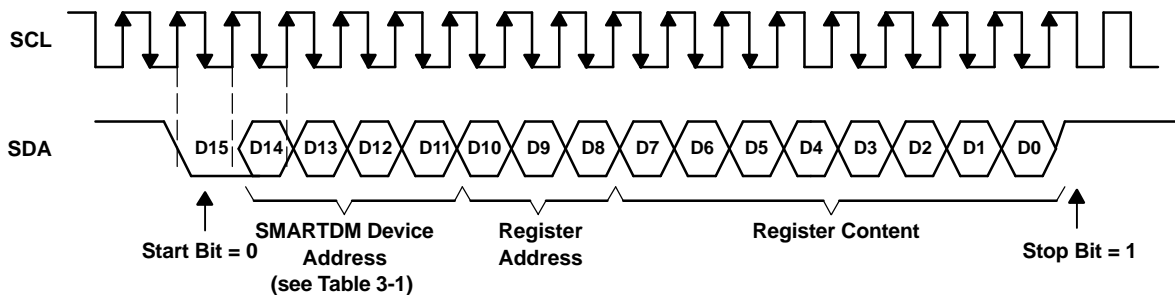 SCL
SDA
D15 D14 D13 D12 D11 D10 D9 D8 D7 D6 D5 D4 D3 D2 D1 D0
Start Bit = 0
SMARTDM Device
Address
(see Table 3-1)
Register
Address
Register Content
Stop Bit = 1